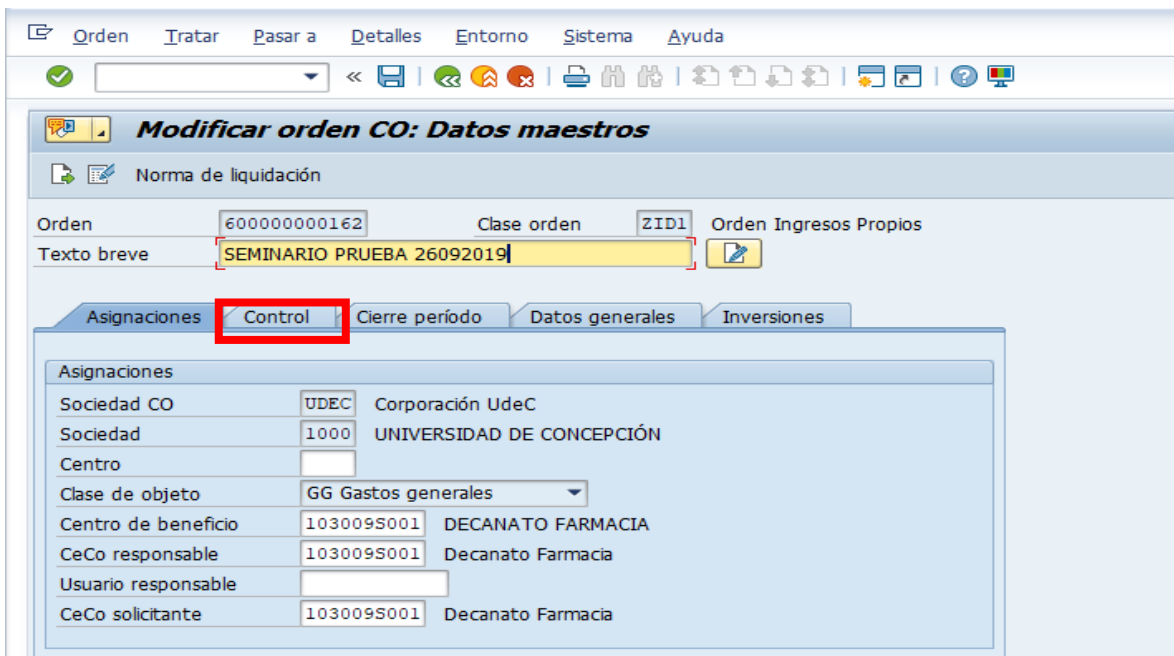 Orden Tratar Pasar a Detalles Entorno Sistema Ayuda
Modificar orden CO: Datos maestros
Norma de liquidación
Orden 600000000162 Clase orden ZID1 Orden Ingresos Propios
Texto breve SEMINARIO PRUEBA 26092019
Asignaciones Control Cierre período Datos generales Inversiones
Asignaciones
Sociedad CO UDEC Corporación UdeC
Sociedad 1000 UNIVERSIDAD DE CONCEPCIÓN
Centro
Clase de objeto GG Gastos generales
Centro de beneficio 103009S001 DECANATO FARMACIA
CeCo responsable 103009S001 Decanato Farmacia
Usuario responsable
CeCo solicitante 103009S001 Decanato Farmacia